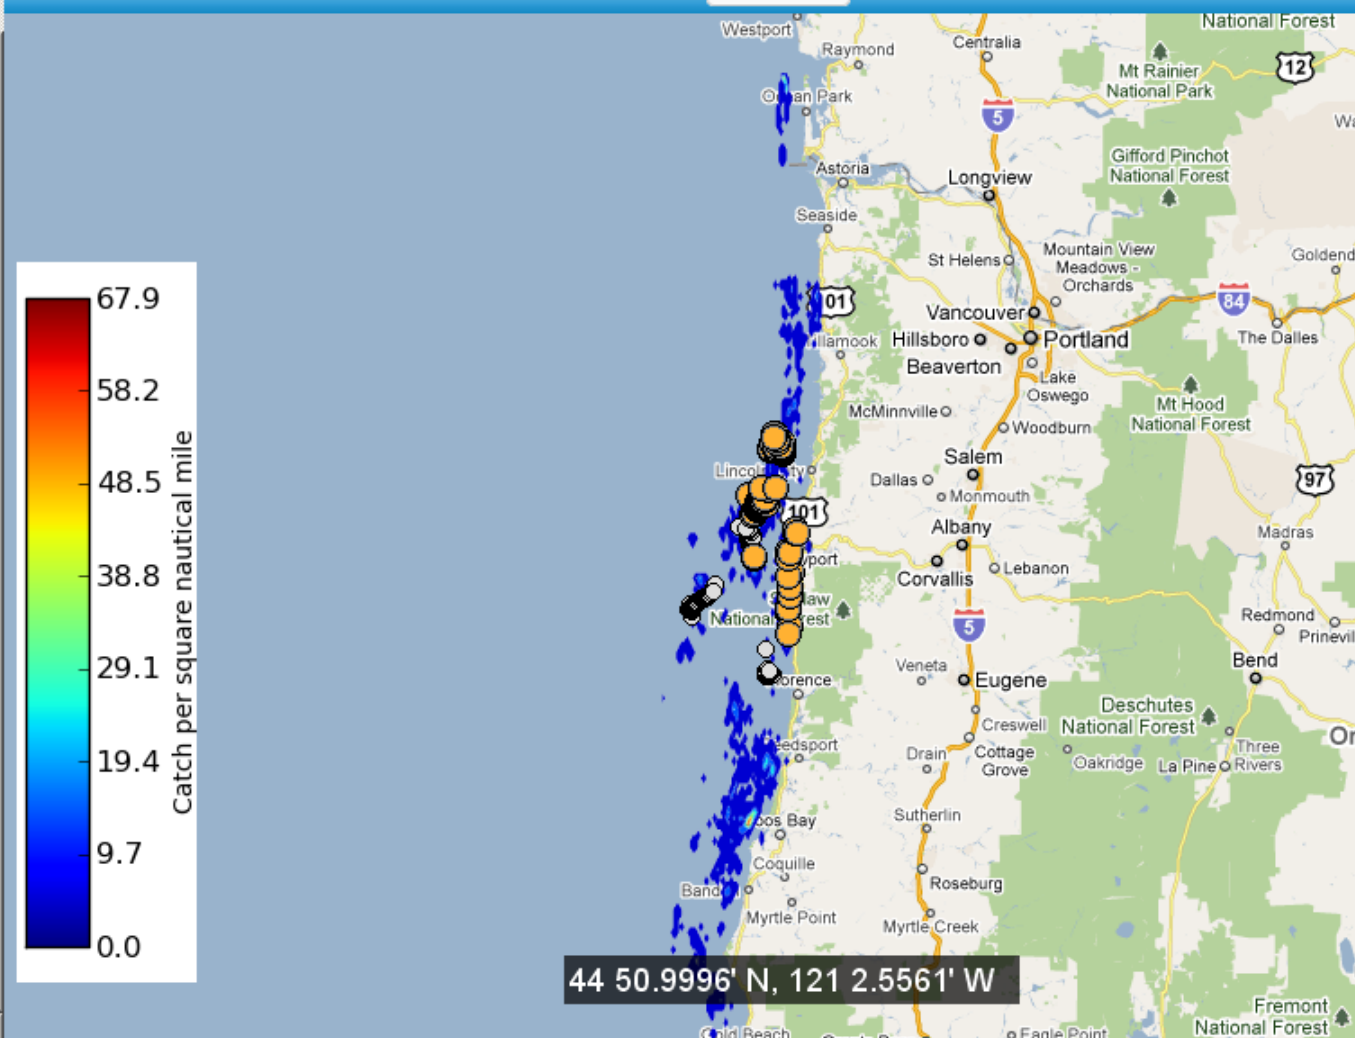 Westport
Raymond
Centralia
National Forest
Mt Rainier
National Park
12
5
Gifford Pinchot
National Forest
Astoria
Longview
Seaside
Mountain View
Meadows -
Orchards
St Helens
Goldend
01
Vancouver
84
Hillsboro
Portland
The Dalles
Beaverton
Lake
Oswego
McMinnville
Mt Hood
National Forest
Woodburn
Salem
Dallas
Monmouth
97
101
Albany
Madras
Corvallis
Lebanon
National
5
Redmond
Prinevil
Veneta
Eugene
Bend
Creswell
Deschutes
National Forest
Drain
Cottage
Grove
Oakridge
Three
Rivers
La Pine
Sutherlin
Coquille
Roseburg
Myrtle Point
Myrtle Creek
Fremont
National Forest
67.9
58.2
48.5
38.8
29.1
19.4
9.7
0.0
Catch per square nautical mile
44 50.9996' N, 121 2.5561' W